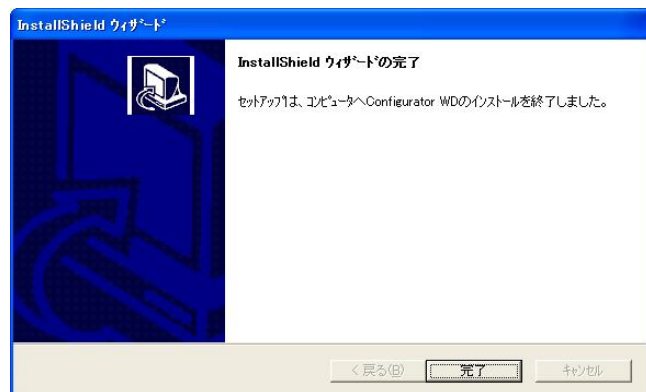 InstallShield ウィザード
InstallShield ウィザードの完了
セットアップは、コンピュータへConfigurator WDのインストールを終了しました。
< 戻る(B)
完了
キャンセル